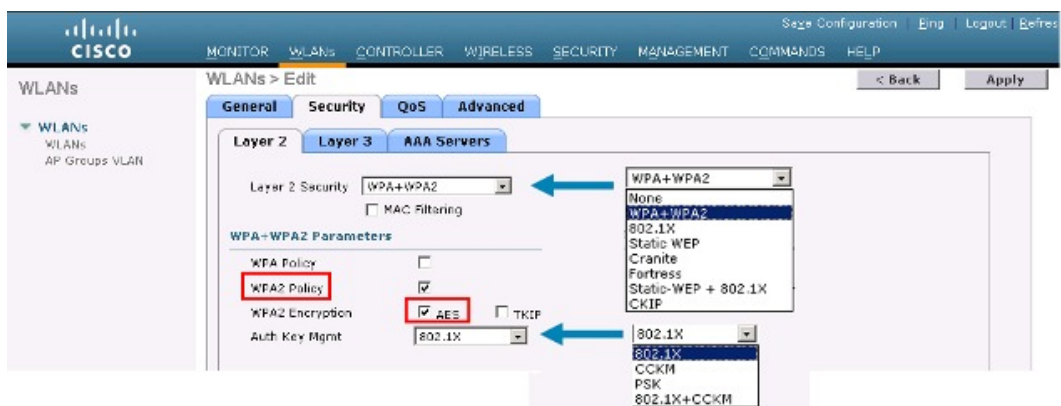 Save Configuration | Ping | Logout | Refres
CISCO
MONITOR WLANs CONTROLLER WIRELESS SECURITY MANAGEMENT COMMANDS HELP
WLANs
WLANs > Edit
< Back
Apply
General Security QoS Advanced
WLANs
WLANs
AP Groups VLAN
Layer 2 Layer 3 AAA Servers
Layer 2 Security WPA+WPA2
MAC Filtering
WPA+WPA2 Parameters
WPA Policy
WPA2 Policy
WPA2 Encryption AES TKIP
Auth Key Mgmt 802.1X
WPA+WPA2
None
WPA+WPA2
802.1X
Static WEP
Cranite
Fortress
Static-WEP + 802.1X
CKIP
802.1X
802.1X
CCKM
PSK
802.1X+CCKM